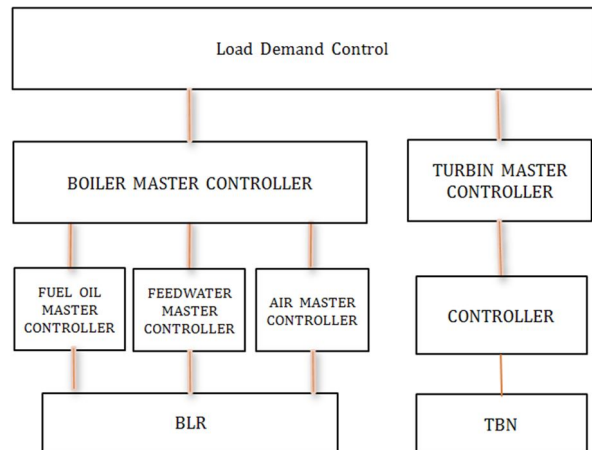 Load Demand Control
BOILER MASTER CONTROLLER
TURBIN MASTER
CONTROLLER
FUEL OIL
MASTER
CONTROLLER
FEEDWATER
MASTER
CONTROLLER
AIR MASTER
CONTROLLER
CONTROLLER
BLR
TBN